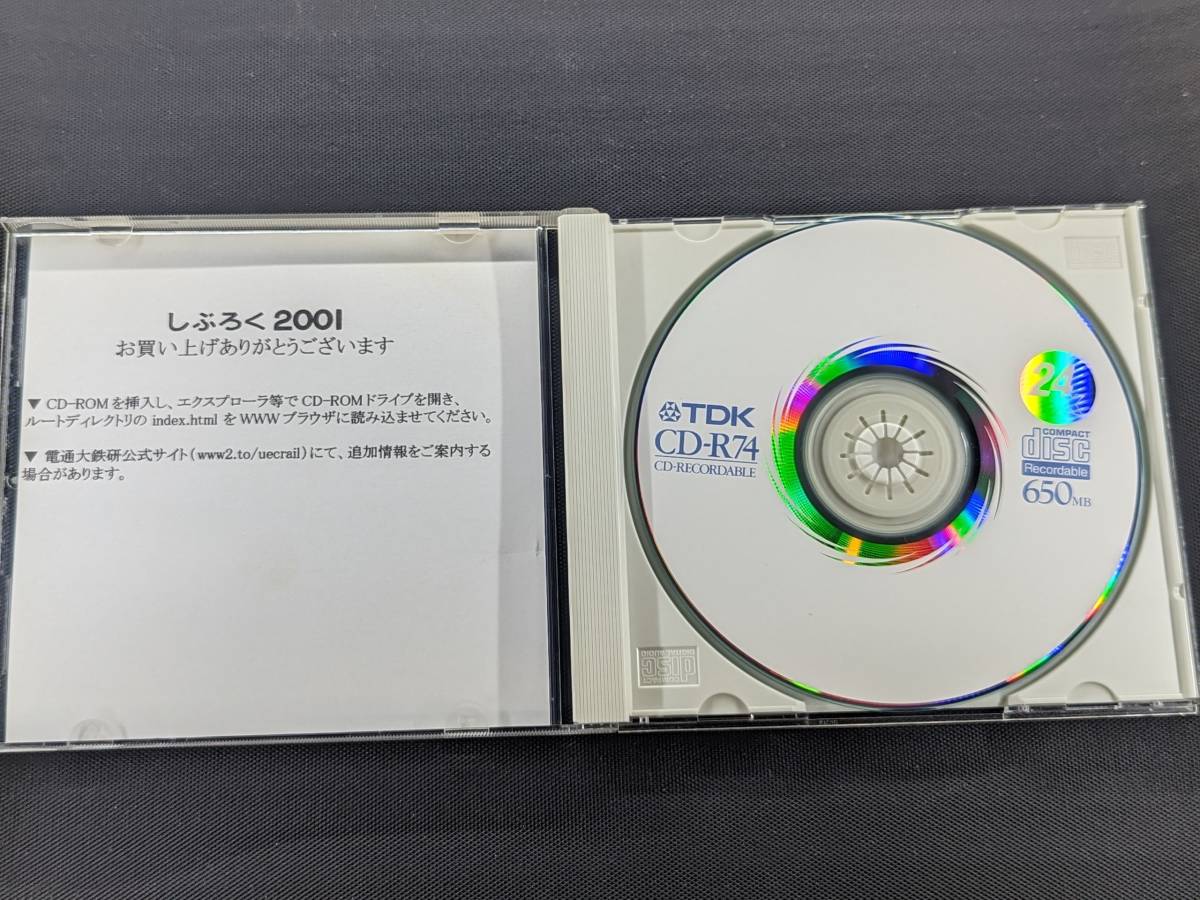 しぶろく 2001
お買い上げありがとうございます
▼ CD-ROM を挿入し、エクスプローラ等で CD-ROM ドライブを開き、
ルートディレクトリの index.html を WWW ブラウザに読み込ませてください。
▼ 電通大鉄研公式サイト(www2.to/uecrail)にて、追加情報をご案内する
場合があります。
TDK
CD-R74
CD-RECORDABLE
24
COMPACT
disc
Recordable
650MB
COMPACT
disc
DIGITAL AUDIO